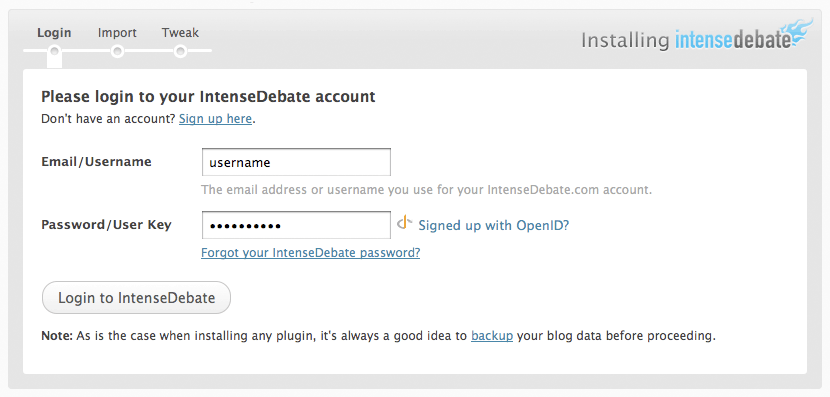 Login Import Tweak
Installing intensedebate
Please login to your IntenseDebate account
Don't have an account? Sign up here.
Email/Username username
The email address or username you use for your IntenseDebate.com account.
Password/User Key •••••••••• Signed up with OpenID?
Forgot your IntenseDebate password?
Login to IntenseDebate
Note: As is the case when installing any plugin, it's always a good idea to backup your blog data before proceeding.